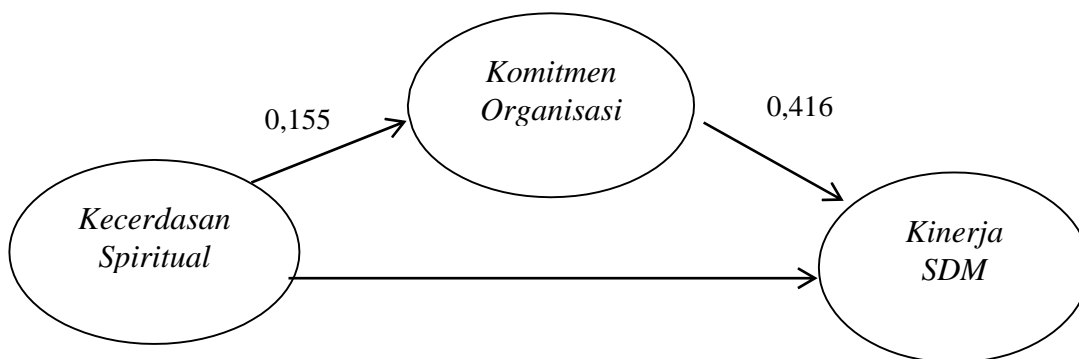 Komitmen
Organisasi
0,155
0,416
Kecerdasan
Spiritual
Kinerja
SDM